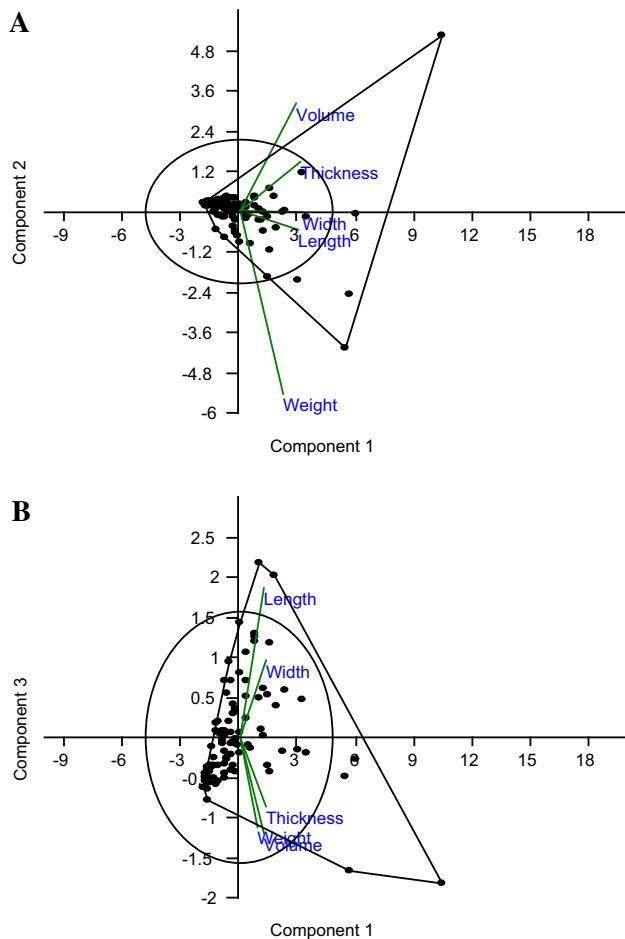 A
4.8
3.6
Volume
2.4
Thickness
1.2
Component 2
Width
-9 -6 -3 3 6 9 12 15 18
Length
-1.2
-2.4
-3.6
-4.8
Weight
-6
Component 1
B
2.5
2
Length
1.5
1
Width
0.5
Component 3
-9 -6 -3 3 6 9 12 15 18
-0
Thickness
-1
Weight
Volume
-1.5
-2
Component 1